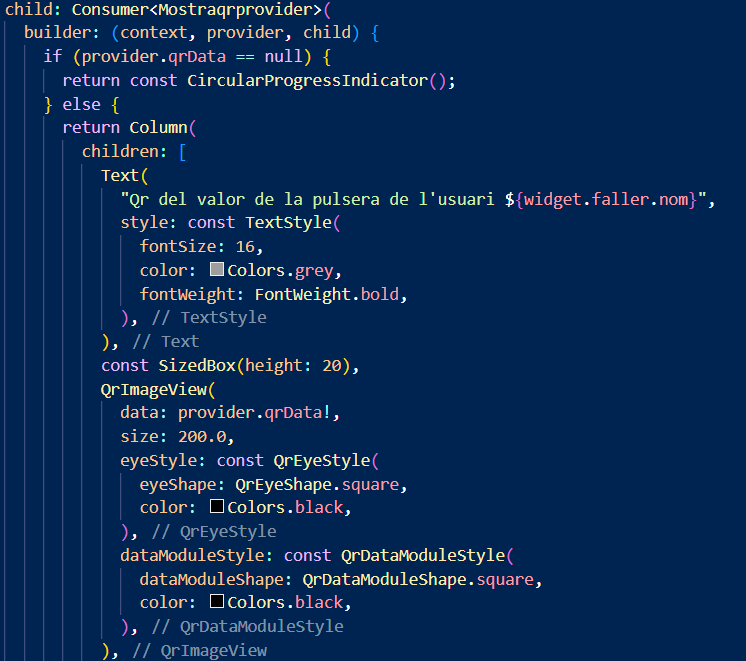 child: Consumer<Mostraqrprovider>(
builder: (context, provider, child) {
if (provider.qrData == null) {
return const CircularProgressIndicator();
} else {
return Column(
children: [
Text(
"Qr del valor de la pulsera de l'usuari ${widget.faller.nom}",
style: const TextStyle(
fontSize: 16,
color: Colors.grey,
fontWeight: FontWeight.bold,
), // TextStyle
), // Text
const SizedBox(height: 20),
QrImageView(
data: provider.qrData!,
size: 200.0,
eyeStyle: const QrEyeStyle(
eyeShape: QrEyeShape.square,
color: Colors.black,
), // QrEyeStyle
dataModuleStyle: const QrDataModuleStyle(
dataModuleShape: QrDataModuleShape.square,
color: Colors.black,
), // QrDataModuleStyle
), // QrImageView